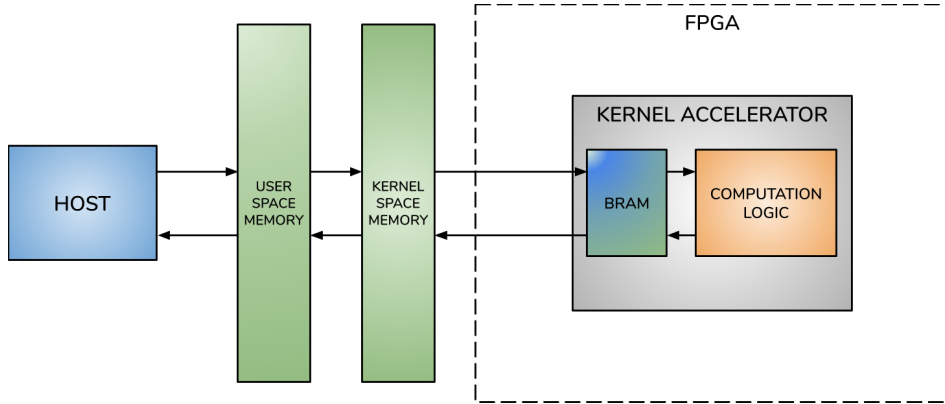 FPGA
KERNEL ACCELERATOR
HOST
USER
SPACE
MEMORY
KERNEL
SPACE
MEMORY
BRAM
COMPUTATION
LOGIC